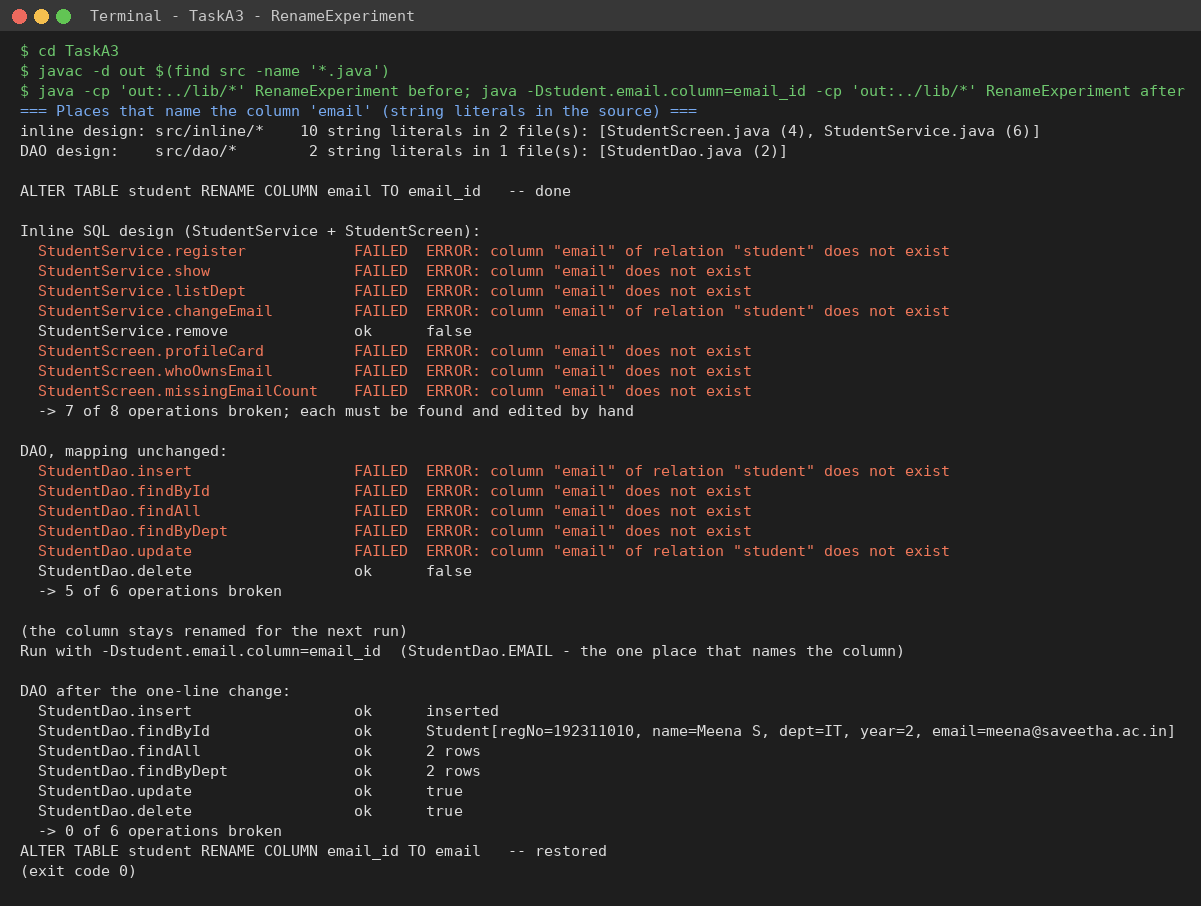 Terminal - TaskA3 - RenameExperiment
$ cd TaskA3
$ javac -d out $(find src -name '*.java')
$ java -cp 'out:../lib/*' RenameExperiment before; java -Dstudent.email.column=email_id -cp 'out:../lib/*' RenameExperiment after
=== Places that name the column 'email' (string literals in the source) ===
inline design: src/inline/*    10 string literals in 2 file(s): [StudentScreen.java (4), StudentService.java (6)]
DAO design:    src/dao/*        2 string literals in 1 file(s): [StudentDao.java (2)]

ALTER TABLE student RENAME COLUMN email TO email_id   -- done

Inline SQL design (StudentService + StudentScreen):
  StudentService.register            FAILED  ERROR: column "email" of relation "student" does not exist
  StudentService.show                FAILED  ERROR: column "email" does not exist
  StudentService.listDept            FAILED  ERROR: column "email" does not exist
  StudentService.changeEmail         FAILED  ERROR: column "email" of relation "student" does not exist
  StudentService.remove              ok      false
  StudentScreen.profileCard          FAILED  ERROR: column "email" does not exist
  StudentScreen.whoOwnsEmail         FAILED  ERROR: column "email" does not exist
  StudentScreen.missingEmailCount    FAILED  ERROR: column "email" does not exist
  -> 7 of 8 operations broken; each must be found and edited by hand

DAO, mapping unchanged:
  StudentDao.insert                  FAILED  ERROR: column "email" of relation "student" does not exist
  StudentDao.findById                FAILED  ERROR: column "email" does not exist
  StudentDao.findAll                 FAILED  ERROR: column "email" does not exist
  StudentDao.findByDept              FAILED  ERROR: column "email" does not exist
  StudentDao.update                  FAILED  ERROR: column "email" of relation "student" does not exist
  StudentDao.delete                  ok      false
  -> 5 of 6 operations broken

(the column stays renamed for the next run)
Run with -Dstudent.email.column=email_id  (StudentDao.EMAIL - the one place that names the column)

DAO after the one-line change:
  StudentDao.insert                  ok      inserted
  StudentDao.findById                ok      Student[regNo=192311010, name=Meena S, dept=IT, year=2, email=meena@saveetha.ac.in]
  StudentDao.findAll                 ok      2 rows
  StudentDao.findByDept              ok      2 rows
  StudentDao.update                  ok      true
  StudentDao.delete                  ok      true
  -> 0 of 6 operations broken
ALTER TABLE student RENAME COLUMN email_id TO email   -- restored
(exit code 0)